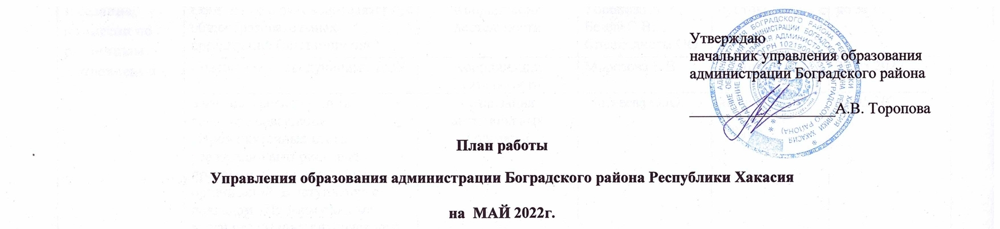 Утверждаю
начальник управления образования
администрации Боградского района
А.В. Торопова
План работы
Управления образования администрации Боградского района Республики Хакасия
на МАЙ 2022г.